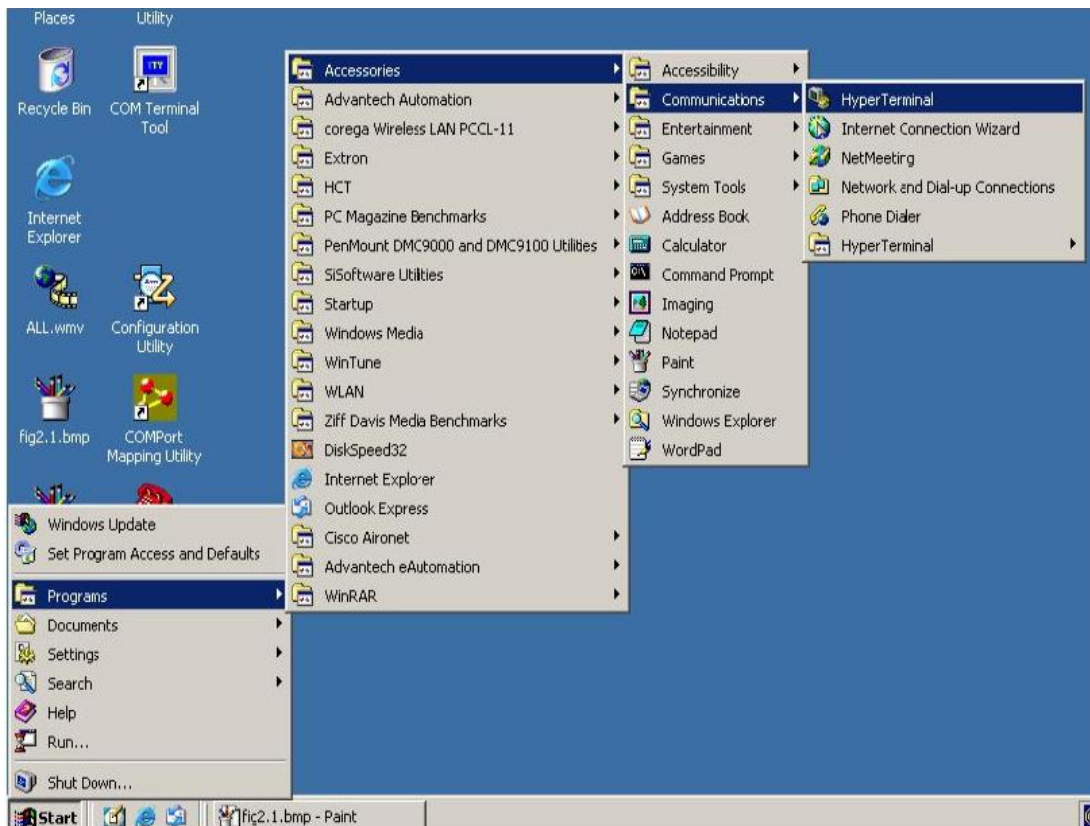 Places
Utility
Recycle Bin
COM Terminal
Tool
Internet
Explorer
ALL.wmv
Configuration
Utility
fig2.1.bmp
COMPort
Mapping Utility
Windows Update
Set Program Access and Defaults
Programs
Documents
Settings
Search
Help
Run...
Shut Down...
Accessories
Advantech Automation
corega Wireless LAN PCCL-11
Extron
HCT
PC Magazine Benchmarks
PenMount DMC9000 and DMC9100 Utilities
SiSoftware Utilities
Startup
Windows Media
WinTune
WLAN
Ziff Davis Media Benchmarks
DiskSpeed32
Internet Explorer
Outlook Express
Cisco Aironet
Advantech eAutomation
WinRAR
Accessibility
Communications
Entertainment
Games
System Tools
Address Book
Calculator
Command Prompt
Imaging
Notepad
Paint
Synchronize
Windows Explorer
WordPad
HyperTerminal
Internet Connection Wizard
NetMeeting
Network and Dial-up Connections
Phone Dialer
HyperTerminal
Start
fig2.1.bmp - Paint